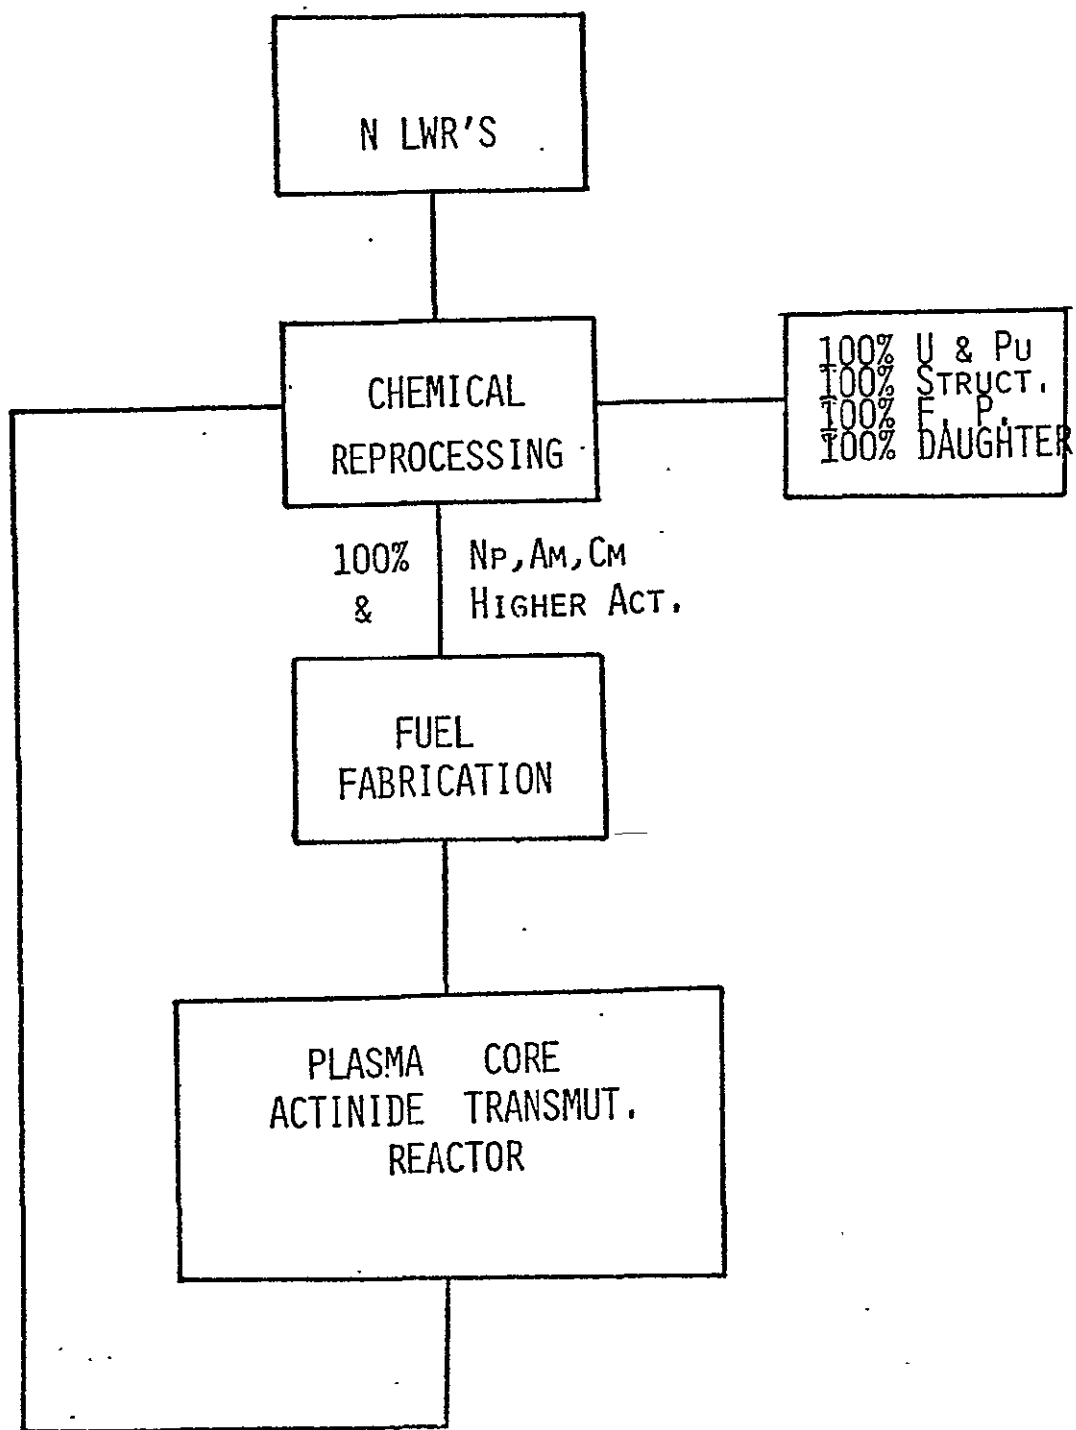 N LWR'S
CHEMICAL
REPROCESSING
100% U & PU
100% STRUCT.
100% F. P.
100% DAUGHTER
100% NP, AM, CM
& HIGHER ACT.
FUEL
FABRICATION
PLASMA CORE
ACTINIDE TRANSMUT.
REACTOR